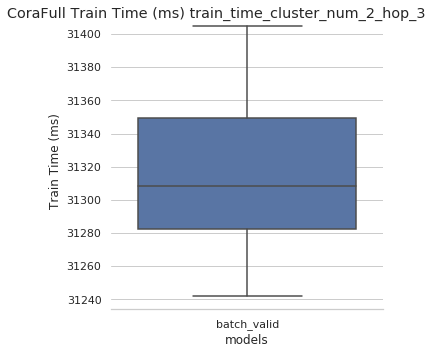 CoraFull Train Time (ms) train_time_cluster_num_2_hop_3
31400
31380
31360
31340
31320
31300
31280
31260
31240
Train Time (ms)
batch_valid
models